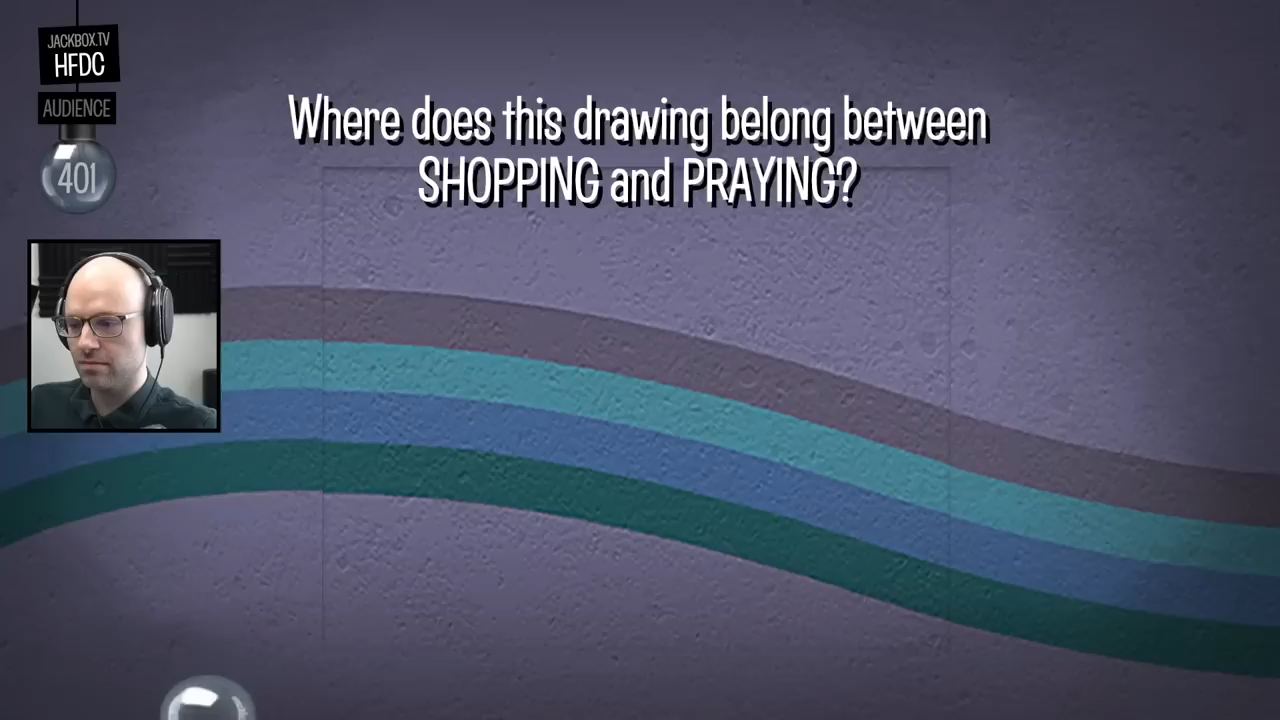 JACKBOX.TV
HFDC
AUDIENCE
401
Where does this drawing belong between
SHOPPING and PRAYING?